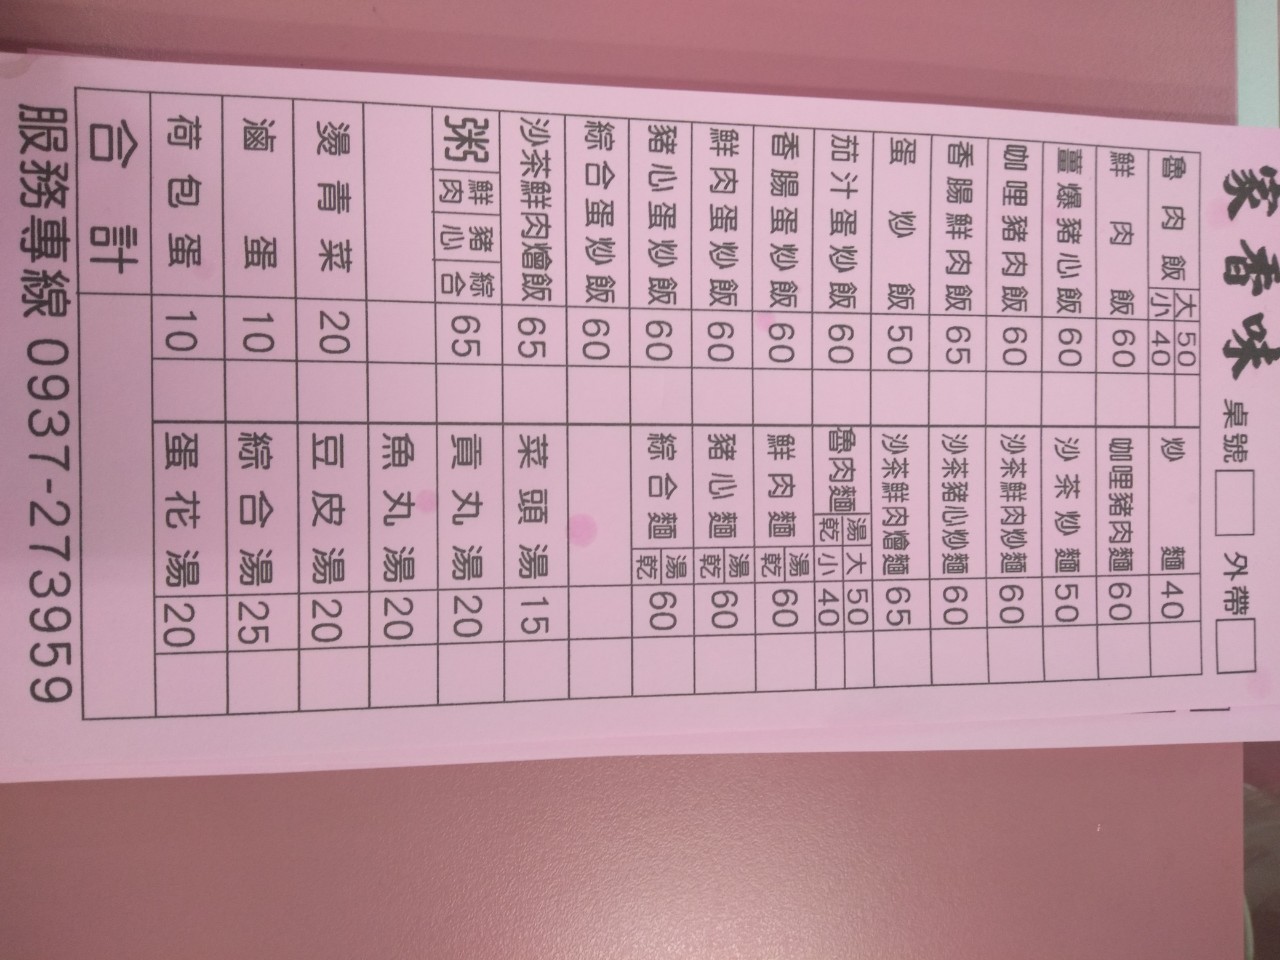 家香味 桌號 外帶
魯肉飯 大 50
小 40
鮮肉飯 60
薑爆豬心飯 60
咖哩豬肉飯 60
香腸鮮肉飯 65
蛋炒飯 50
茄汁蛋炒飯 60
香腸蛋炒飯 60
鮮肉蛋炒飯 60
豬心蛋炒飯 60
綜合蛋炒飯 60
沙茶鮮肉燴飯 65
粥 鮮肉 豬心 綜合 65
燙青菜 20
滷蛋 10
荷包蛋 10
炒麵 40
咖哩豬肉麵 60
沙茶炒麵 50
沙茶鮮肉炒麵 60
沙茶豬心炒麵 60
沙茶鮮肉燴麵 65
魯肉麵 湯 大 50
乾 小 40
鮮肉麵 湯 乾 60
豬心麵 湯 乾 60
綜合麵 湯 乾 60
菜頭湯 15
貢丸湯 20
魚丸湯 20
豆皮湯 20
綜合湯 25
蛋花湯 20
合計
服務專線 0937-273959